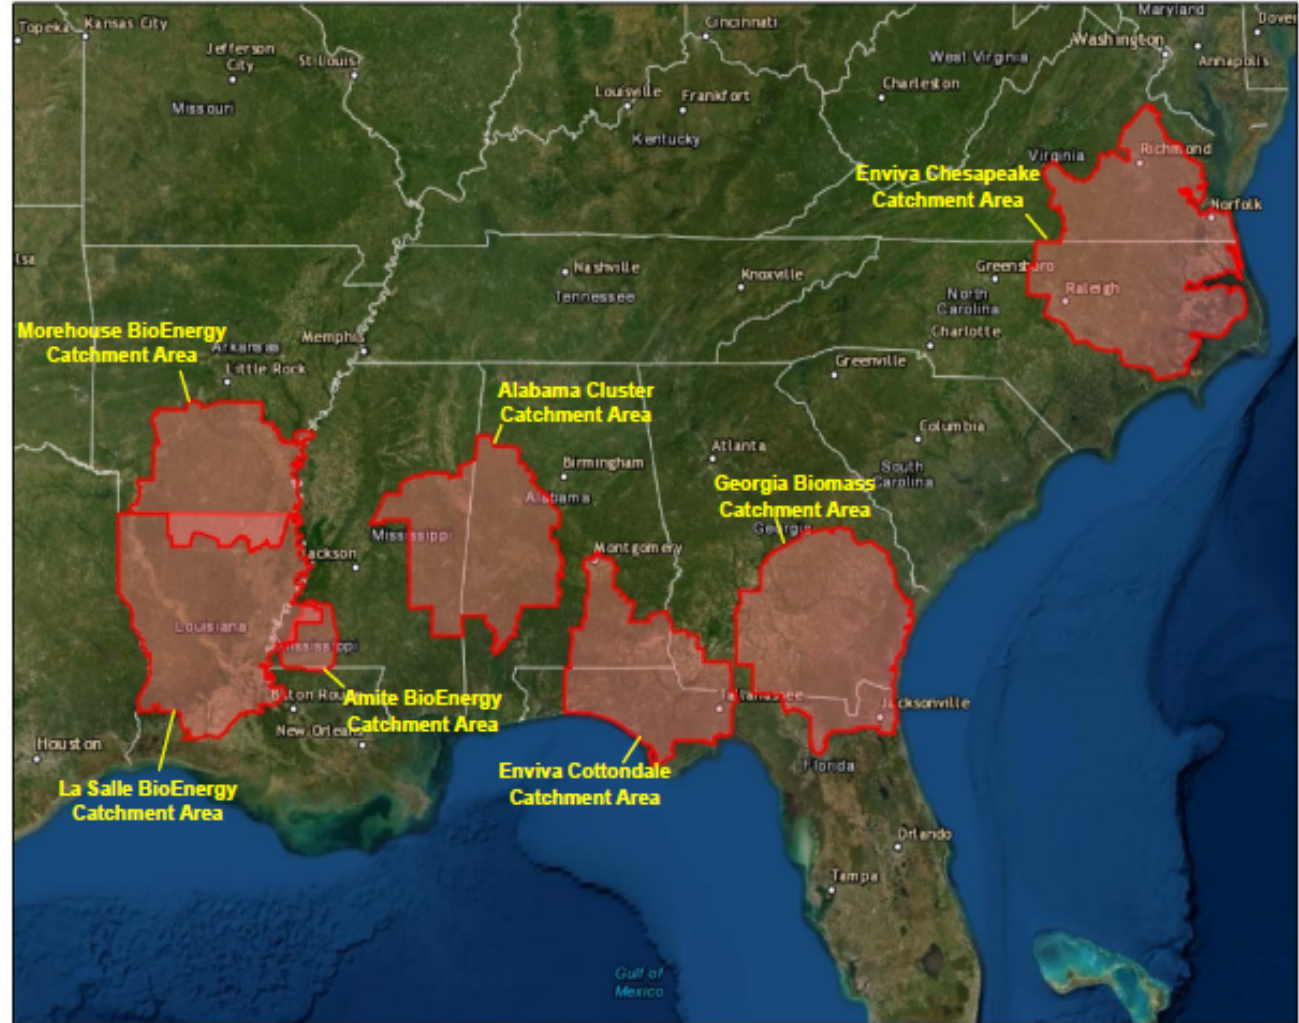 Maryland
Dover
Topeka
Kansas City
Cincinnati
Washington
Annapolis
Jefferson
City
St Louis
West Virginia
Charleston
Louisville
Frankfort
Missouri
Kentucky
Virginia
Richmond
Enviva Chesapeake
Catchment Area
Norfolk
lsa
Nashville
Knoxville
Greensboro
Tennessee
Raleigh
North
Carolina
Morehouse BioEnergy
Catchment Area
Arkansas
Memphis
Charlotte
Little Rock
Greenville
Alabama Cluster
Catchment Area
Columbia
Atlanta
Birmingham
South
Carolina
Alabama
Georgia Biomass
Catchment Area
Georgia
Mississippi
Jackson
Montgomery
Louisiana
Mississippi
Baton Rouge
Amite BioEnergy
Catchment Area
Tallahassee
Jacksonville
New Orleans
Houston
Enviva Cottondale
Catchment Area
Florida
La Salle BioEnergy
Catchment Area
Orlando
Tampa
Gulf of
Mexico